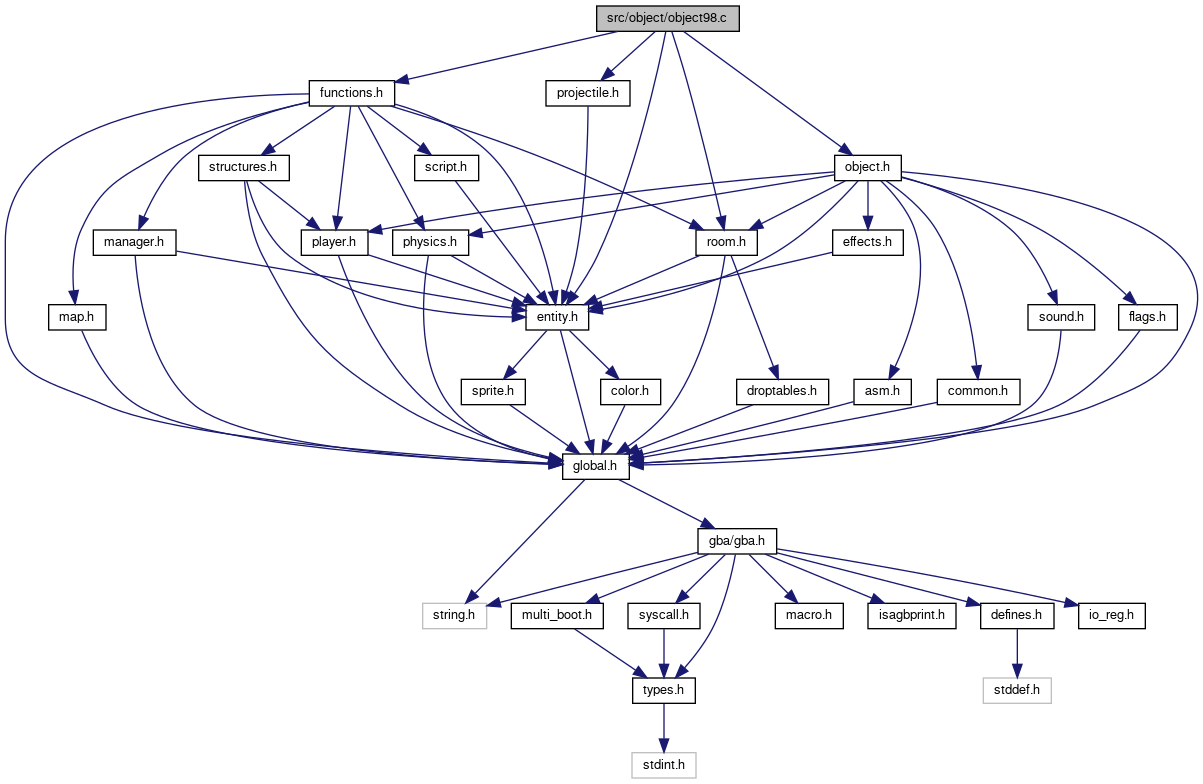 src/object/object98.c
functions.h
projectile.h
structures.h
script.h
object.h
manager.h
player.h
physics.h
room.h
effects.h
map.h
entity.h
sound.h
flags.h
sprite.h
color.h
droptables.h
asm.h
common.h
global.h
gba/gba.h
string.h
multi_boot.h
syscall.h
macro.h
isagbprint.h
defines.h
io_reg.h
types.h
stddef.h
stdint.h